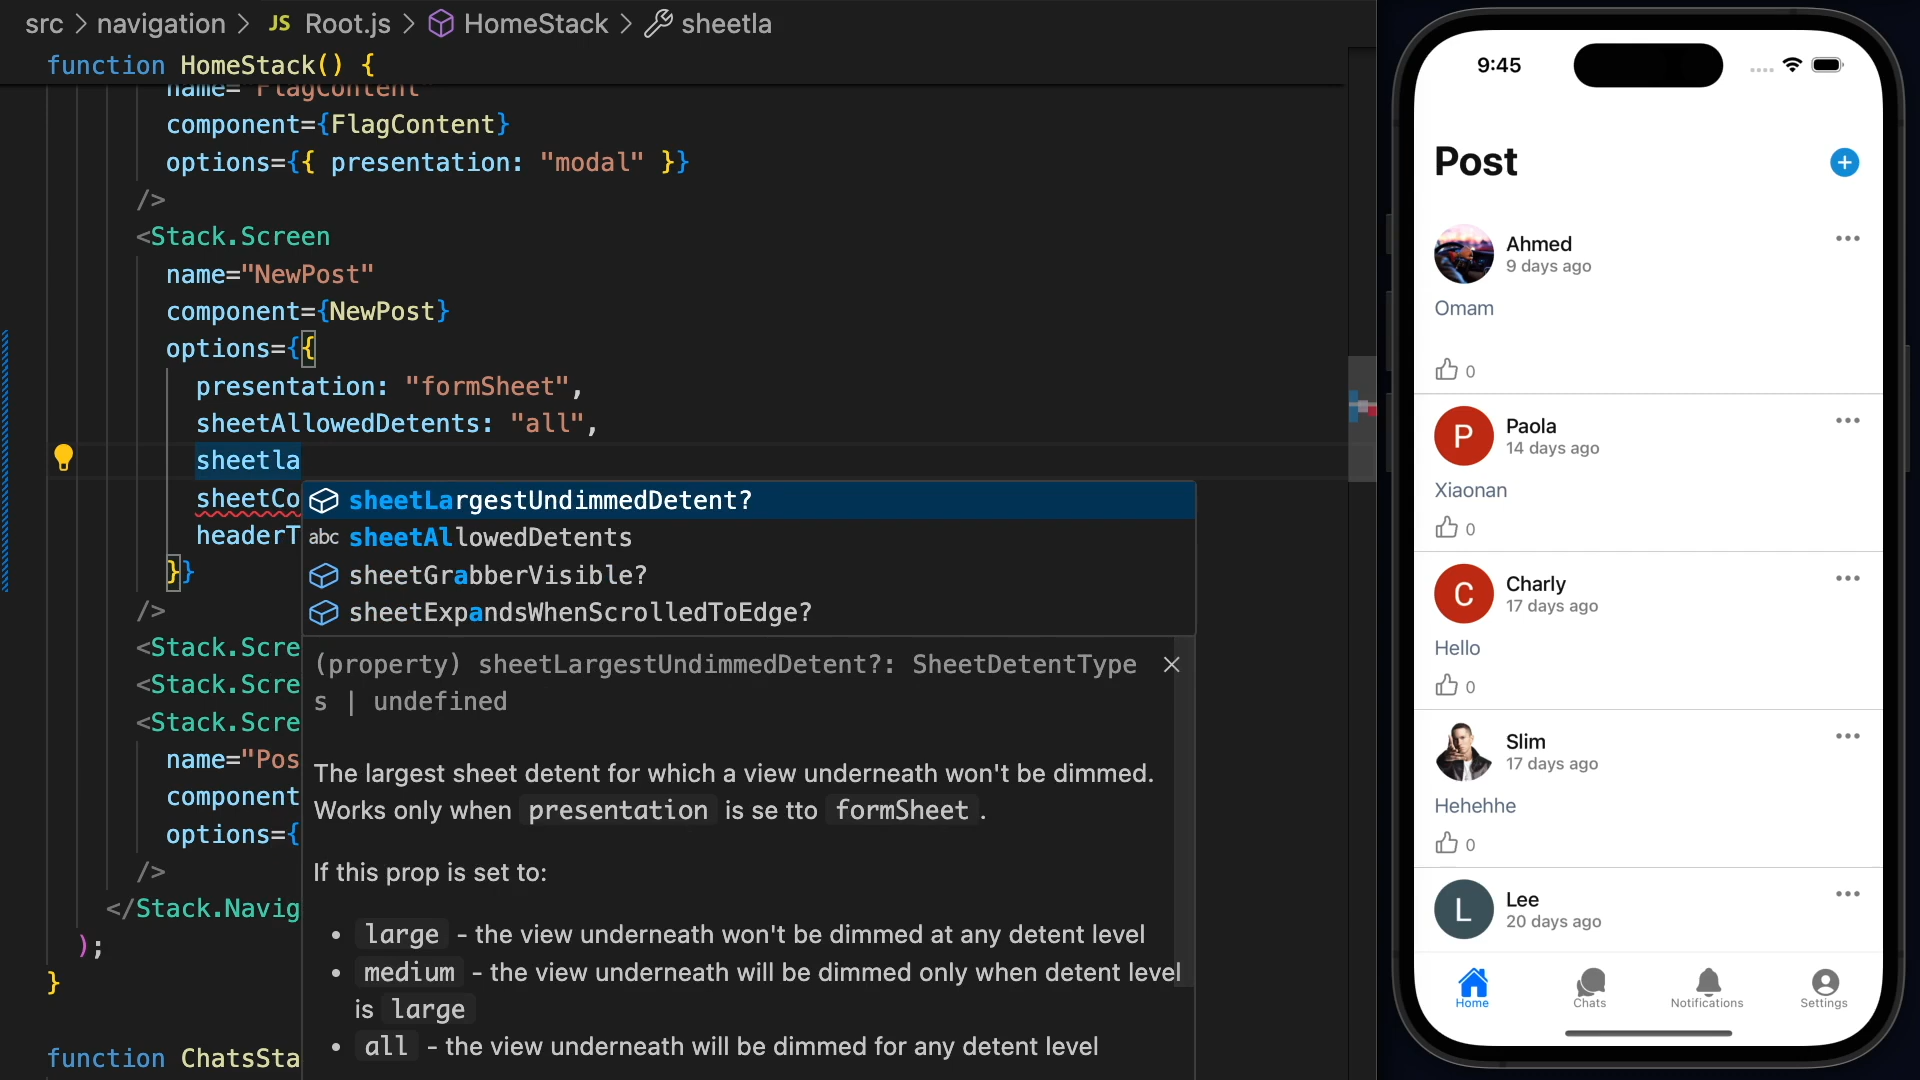 src > navigation > JS Root.js > HomeStack > sheetla
function HomeStack() {
name="FlagContent"
component={FlagContent}
options={{ presentation: "modal" }}
/>
<Stack.Screen
name="NewPost"
component={NewPost}
options={{
presentation: "formSheet",
sheetAllowedDetents: "all",
sheetla
sheetCo
headerT
}}
/>
<Stack.Scre
<Stack.Scre
<Stack.Scre
name="Pos
component
options={
/>
</Stack.Navig
);
}
function ChatsSta
sheetLargestUndimmedDetent?
abc sheetAllowedDetents
sheetGrabberVisible?
sheetExpandsWhenScrolledToEdge?
(property) sheetLargestUndimmedDetent?: SheetDetentType
s | undefined
The largest sheet detent for which a view underneath won't be dimmed.
Works only when presentation is se tto formSheet .
If this prop is set to:
• large - the view underneath won't be dimmed at any detent level
• medium - the view underneath will be dimmed only when detent level
is large
• all - the view underneath will be dimmed for any detent level
9:45
Post
Ahmed
9 days ago
Omam
0
P
Paola
14 days ago
Xiaonan
0
C
Charly
17 days ago
Hello
0
Slim
17 days ago
Hehehhe
0
L
Lee
20 days ago
Home
Chats
Notifications
Settings